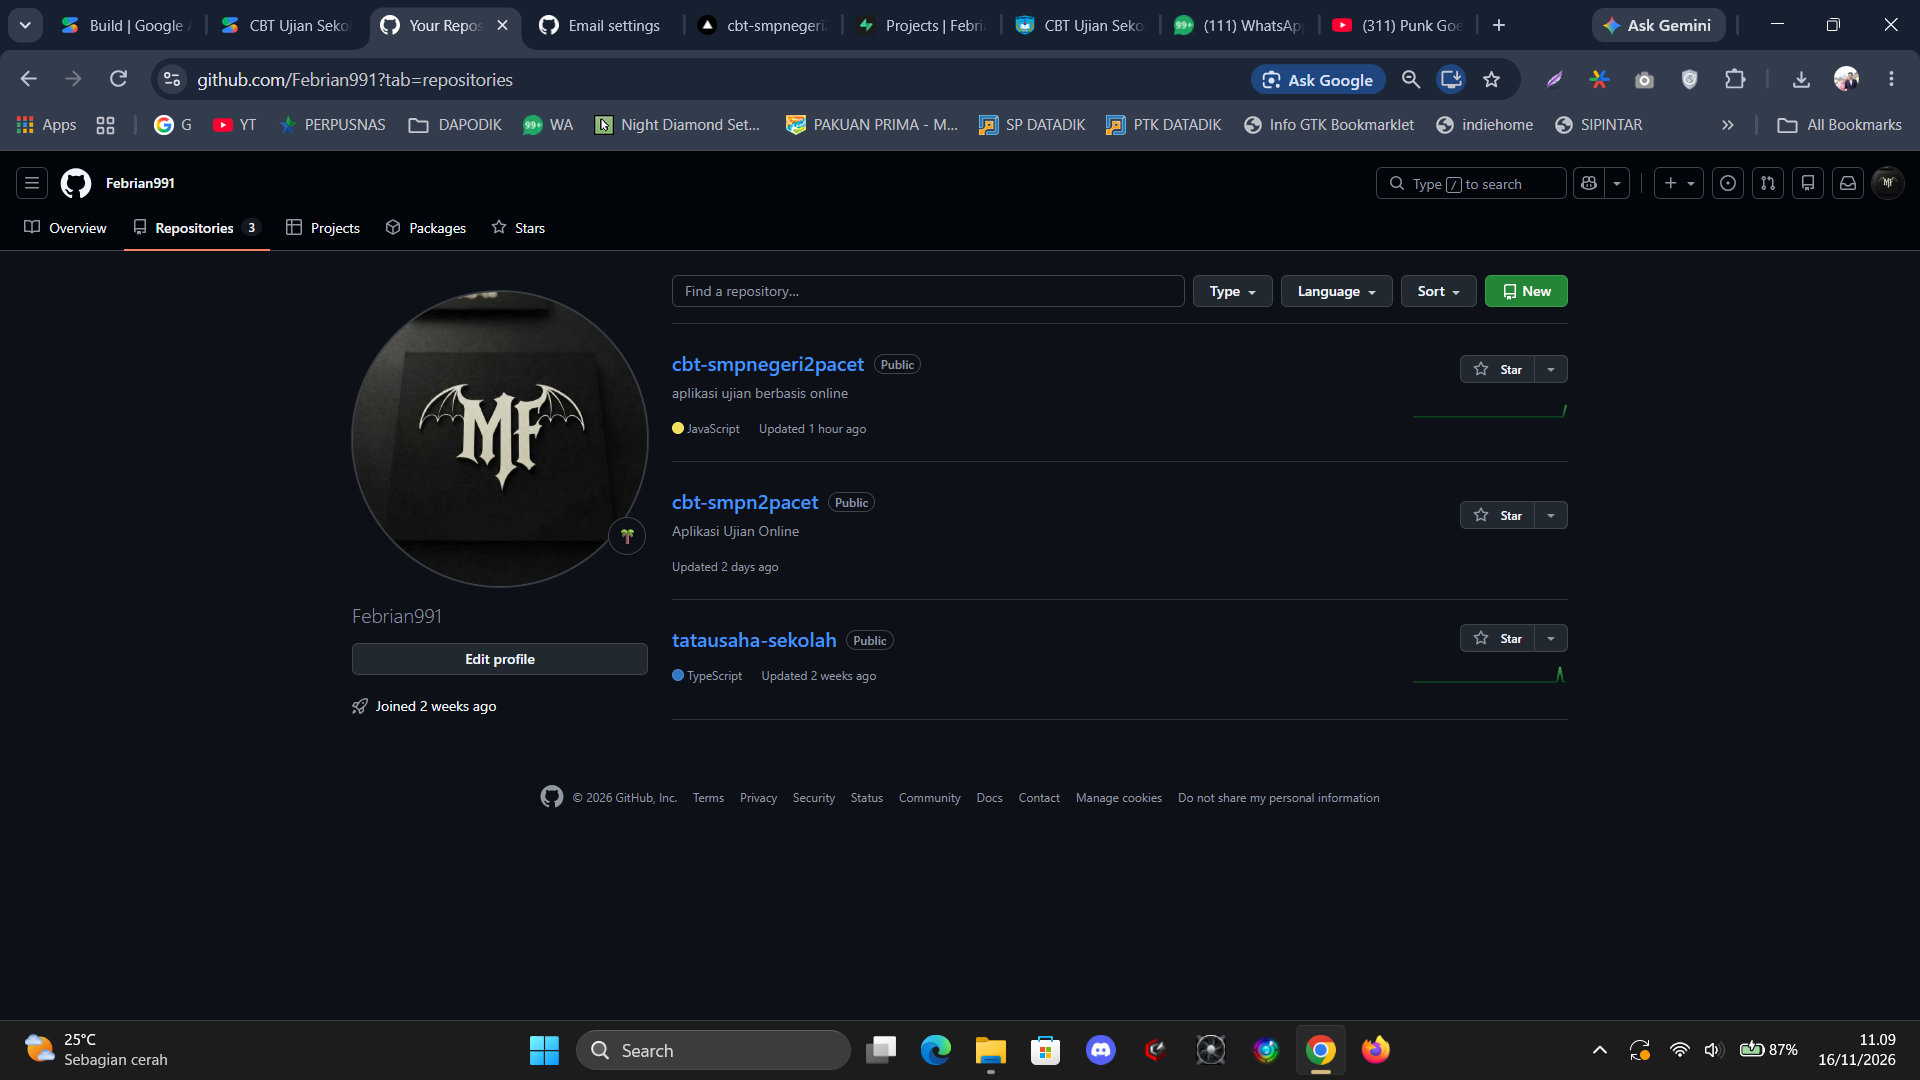 Build | Google A
CBT Ujian Seko
Your Repos
Email settings
cbt-smpnegeri2
Projects | Febria
CBT Ujian Seko
(111) WhatsApp
(311) Punk Goe
Ask Gemini
github.com/Febrian991?tab=repositories
Ask Google
Apps
G
YT
PERPUSNAS
DAPODIK
99+
WA
Night Diamond Set...
PAKUAN PRIMA - M...
SP DATADIK
PTK DATADIK
Info GTK Bookmarklet
indiehome
SIPINTAR
All Bookmarks
Febrian991
Type / to search
Overview
Repositories 3
Projects
Packages
Stars
Find a repository...
Type
Language
Sort
New
MF
cbt-smpnegeri2pacet Public
Star
aplikasi ujian berbasis online
JavaScript Updated 1 hour ago
cbt-smpn2pacet Public
Star
Aplikasi Ujian Online
Updated 2 days ago
tatausaha-sekolah Public
Star
TypeScript Updated 2 weeks ago
Febrian991
Edit profile
Joined 2 weeks ago
© 2026 GitHub, Inc. Terms Privacy Security Status Community Docs Contact Manage cookies Do not share my personal information
25°C
Sebagian cerah
Search
87%
11.09
16/11/2026